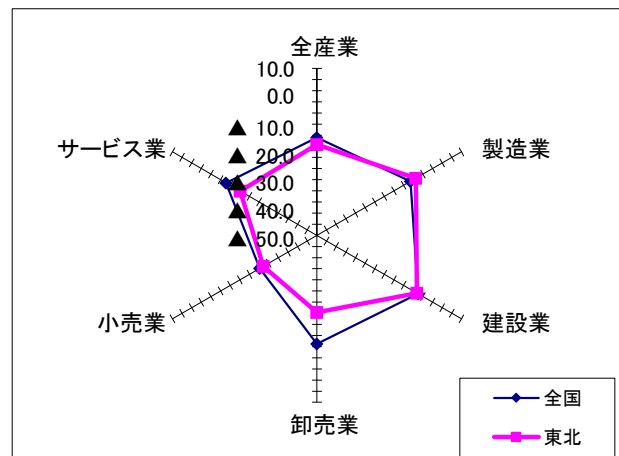 全産業
10.0
0.0
▲ 10.0
▲ 20.0
▲ 30.0
▲ 40.0
▲ 50.0
サービス業
製造業
小売業
建設業
卸売業
全国
東北